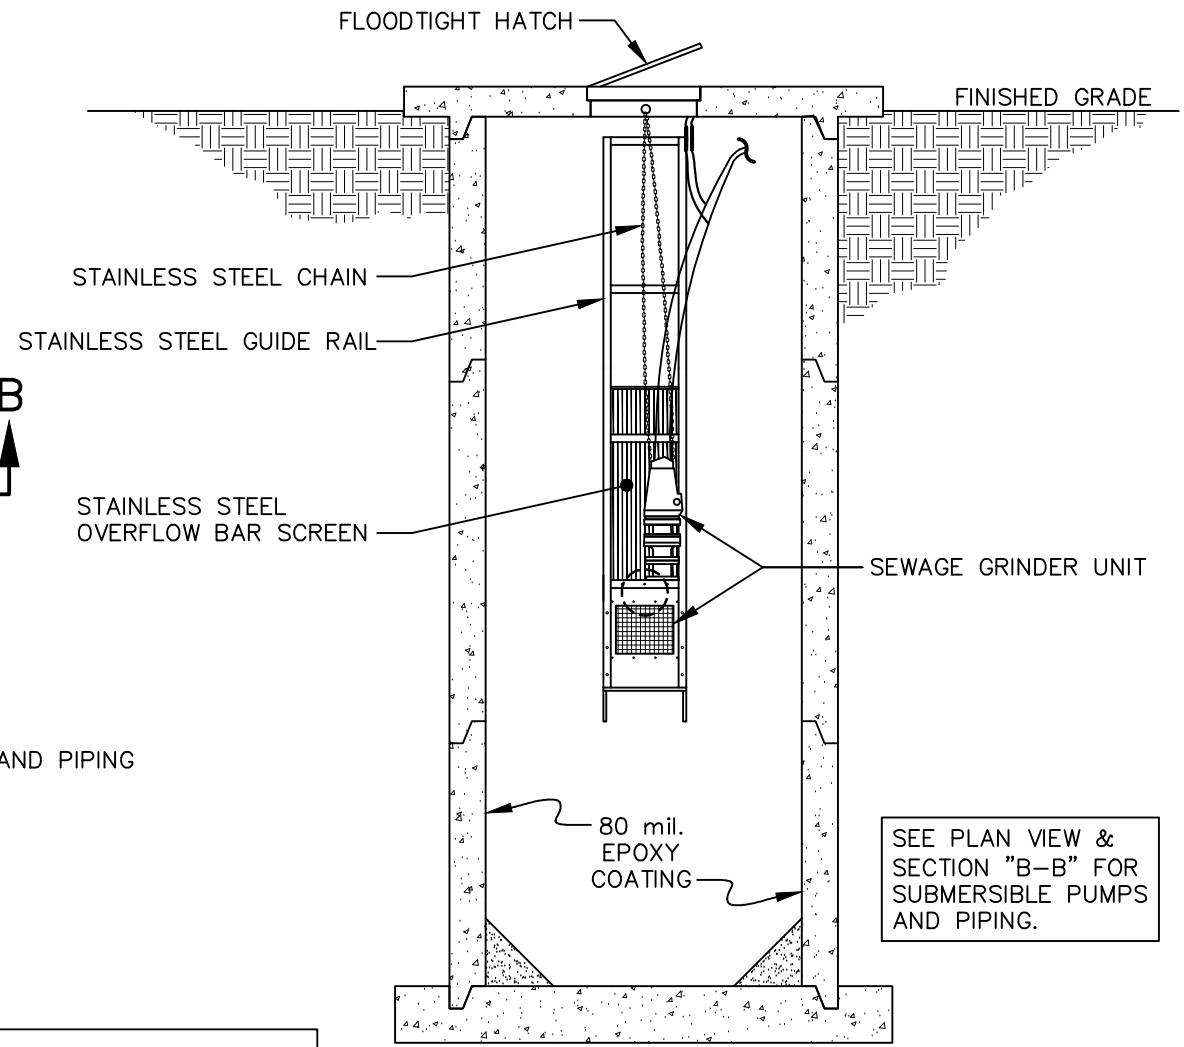 FLOODTIGHT HATCH
FINISHED GRADE
STAINLESS STEEL CHAIN
STAINLESS STEEL GUIDE RAIL
B
STAINLESS STEEL
OVERFLOW BAR SCREEN
SEWAGE GRINDER UNIT
AND PIPING
80 mil.
EPOXY
COATING
SEE PLAN VIEW &
SECTION "B-B" FOR
SUBMERSIBLE PUMPS
AND PIPING.